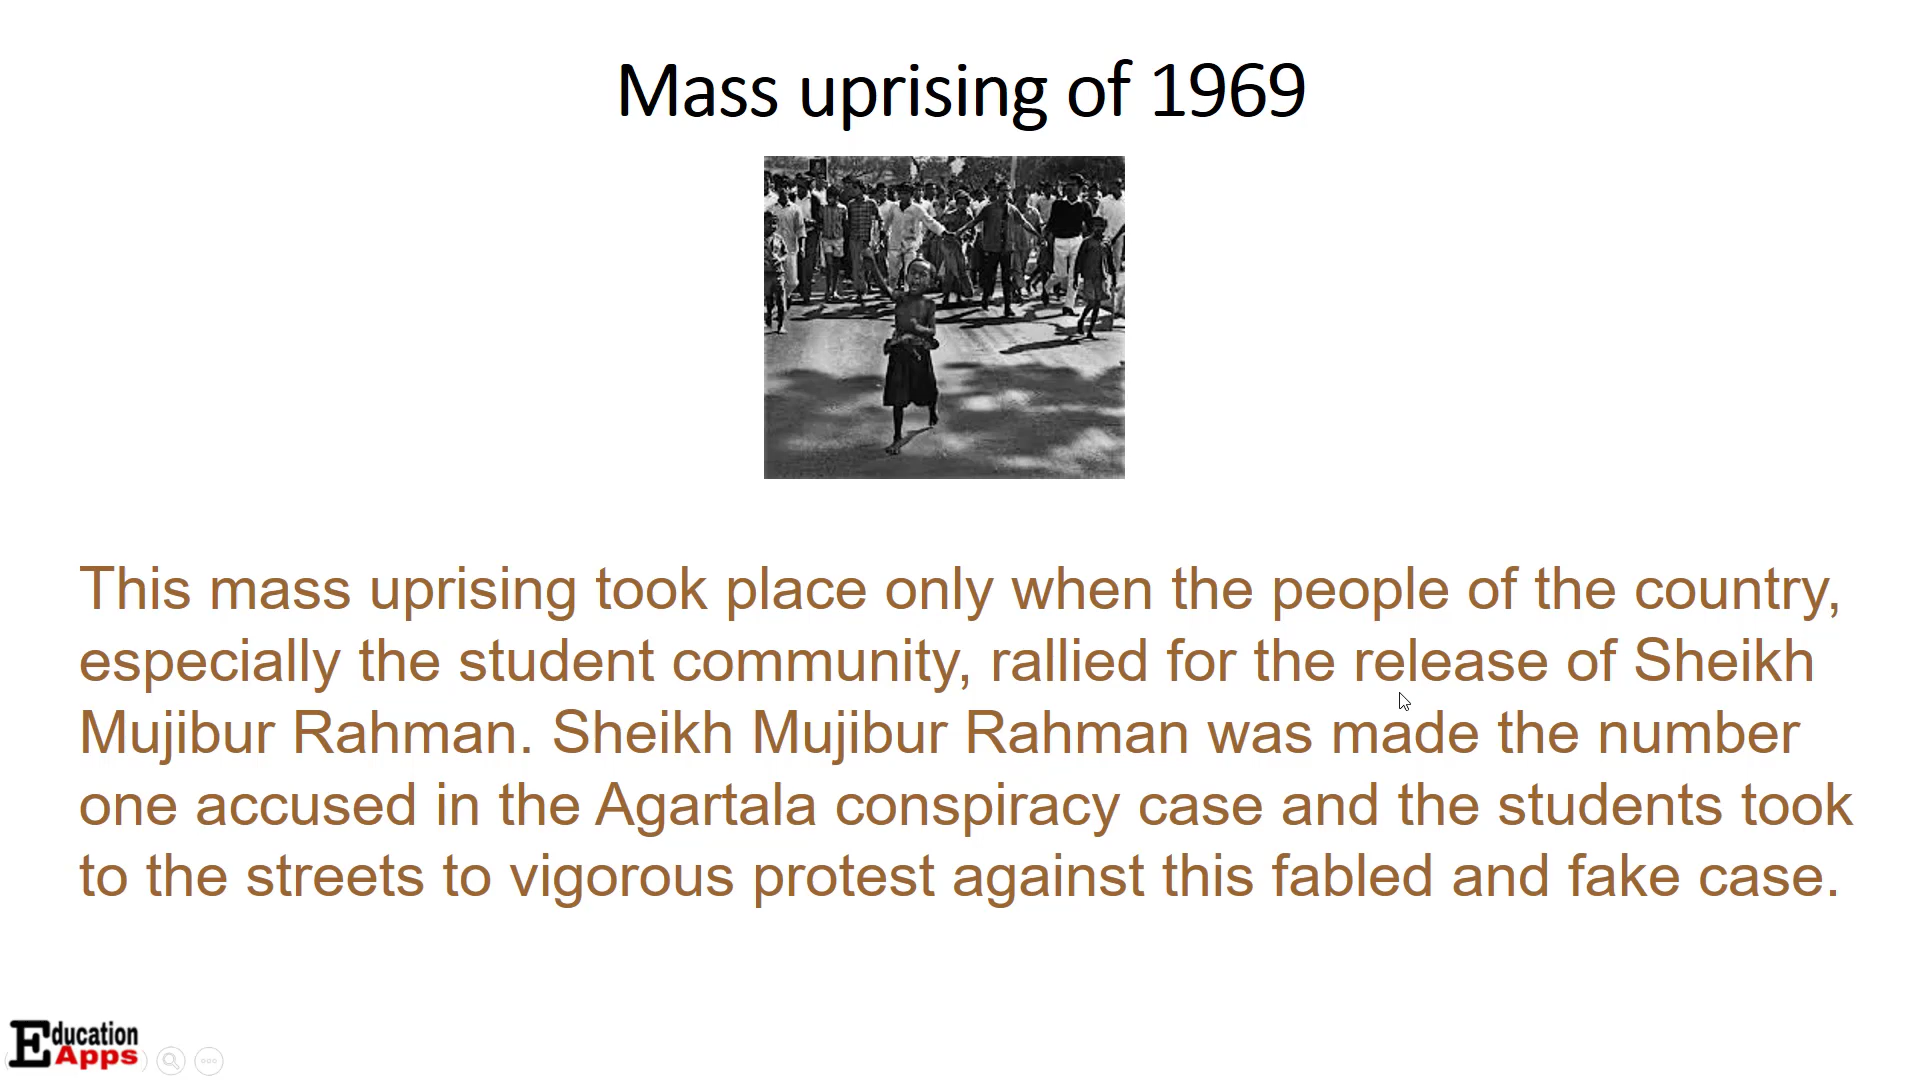 Mass uprising of 1969
This mass uprising took place only when the people of the country,
especially the student community, rallied for the release of Sheikh
Mujibur Rahman. Sheikh Mujibur Rahman was made the number
one accused in the Agartala conspiracy case and the students took
to the streets to vigorous protest against this fabled and fake case.
Education
Apps